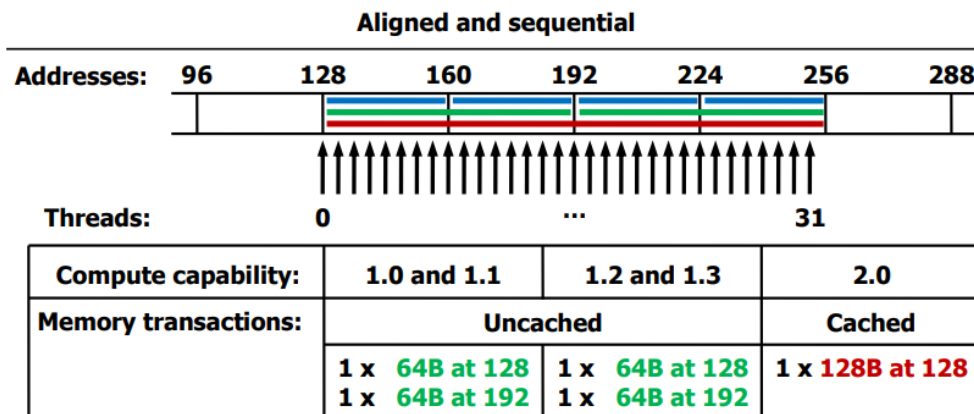 Aligned and sequential
Addresses: 96 128 160 192 224 256 288
Threads: 0 ... 31
Compute capability: 1.0 and 1.1 1.2 and 1.3 2.0
Memory transactions: Uncached Cached
1 x 64B at 128 1 x 64B at 128 1 x 128B at 128
1 x 64B at 192 1 x 64B at 192